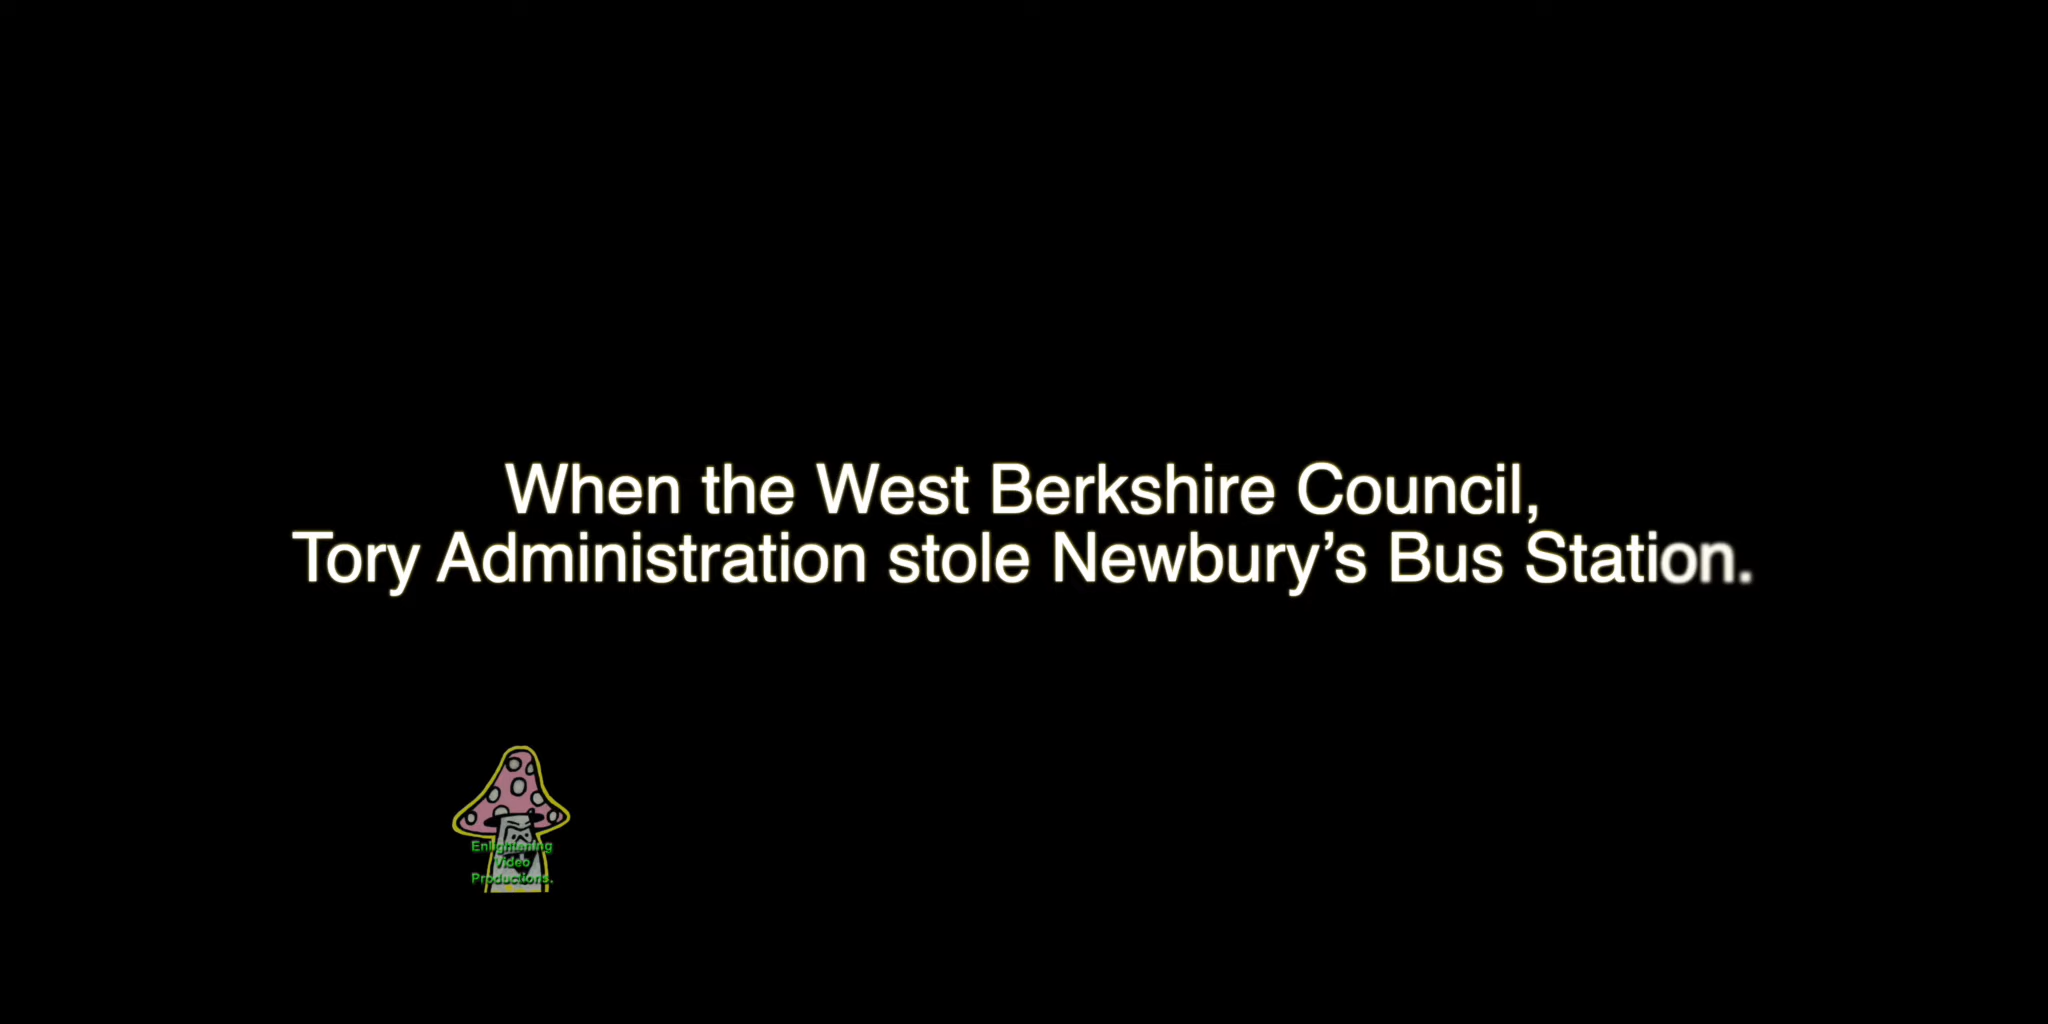 When the West Berkshire Council,
Tory Administration stole Newbury’s Bus Station.
Enlightening
Video
Productions.